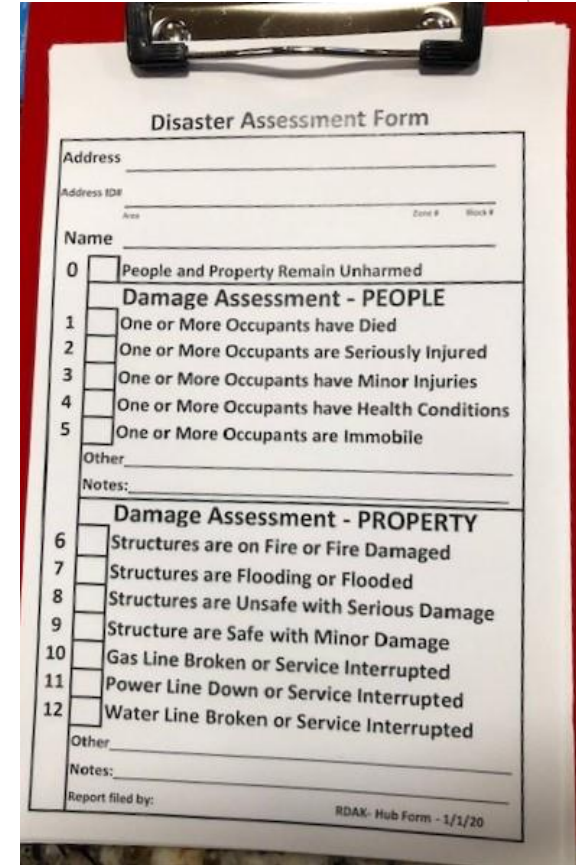 Disaster Assessment Form
Address
Address ID#
Area Zone # Block #
Name
0 People and Property Remain Unharmed
Damage Assessment - PEOPLE
1 One or More Occupants have Died
2 One or More Occupants are Seriously Injured
3 One or More Occupants have Minor Injuries
4 One or More Occupants have Health Conditions
5 One or More Occupants are Immobile
Other
Notes:
Damage Assessment - PROPERTY
6 Structures are on Fire or Fire Damaged
7 Structures are Flooding or Flooded
8 Structures are Unsafe with Serious Damage
9 Structure are Safe with Minor Damage
10 Gas Line Broken or Service Interrupted
11 Power Line Down or Service Interrupted
12 Water Line Broken or Service Interrupted
Other
Notes:
Report filed by: RDAK- Hub Form - 1/1/20